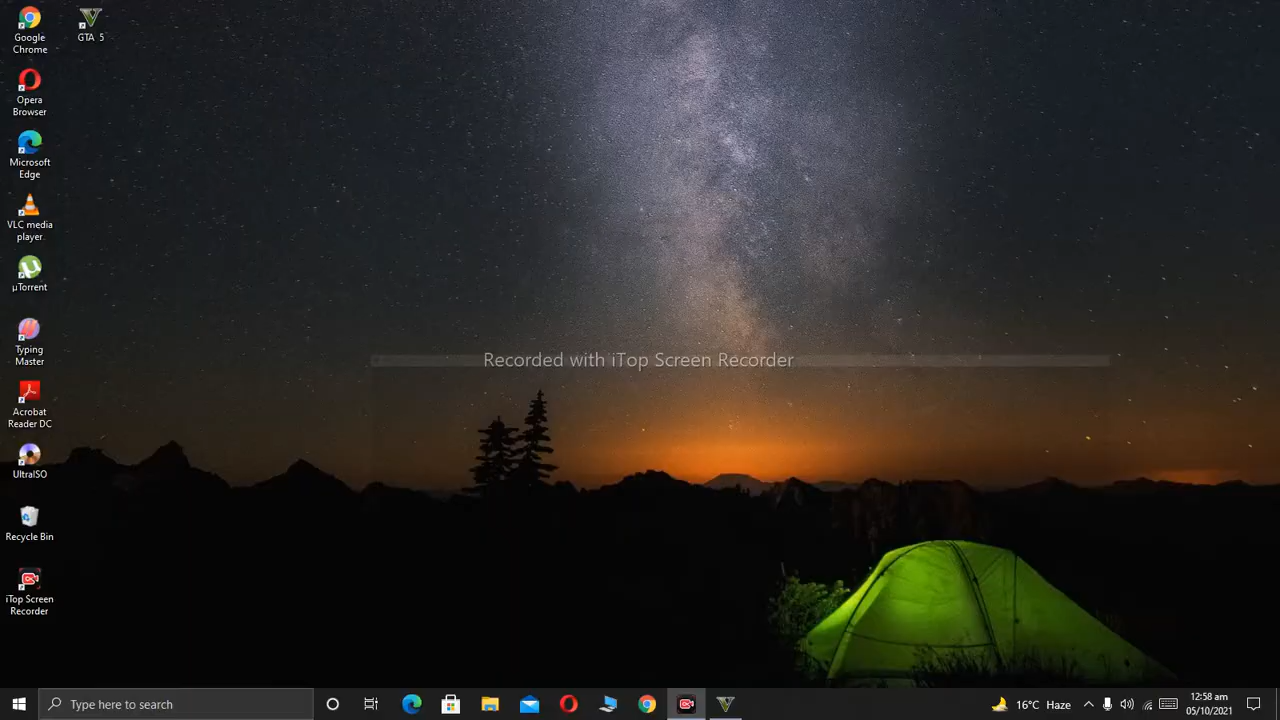 Google
Chrome
GTA 5
Opera
Browser
Microsoft
Edge
VLC media
player
µTorrent
Typing
Master
Acrobat
Reader DC
UltraISO
Recycle Bin
iTop Screen
Recorder
Recorded with iTop Screen Recorder
Type here to search
16°C Haze
12:58 am
05/10/2021